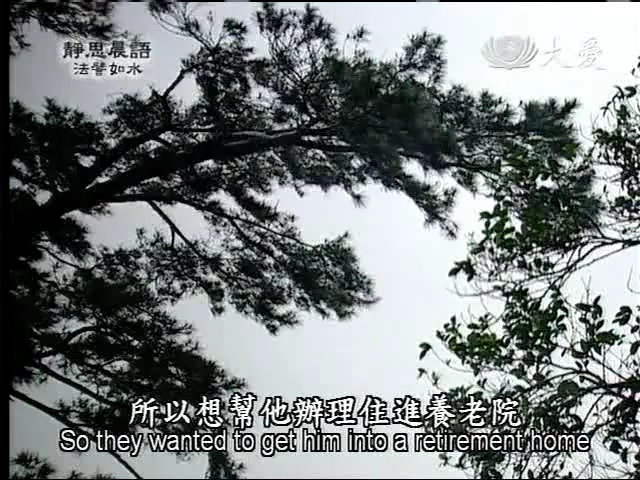 靜思晨語
法譬如水
大愛
所以想幫他辦理住進養老院
So they wanted to get him into a retirement home